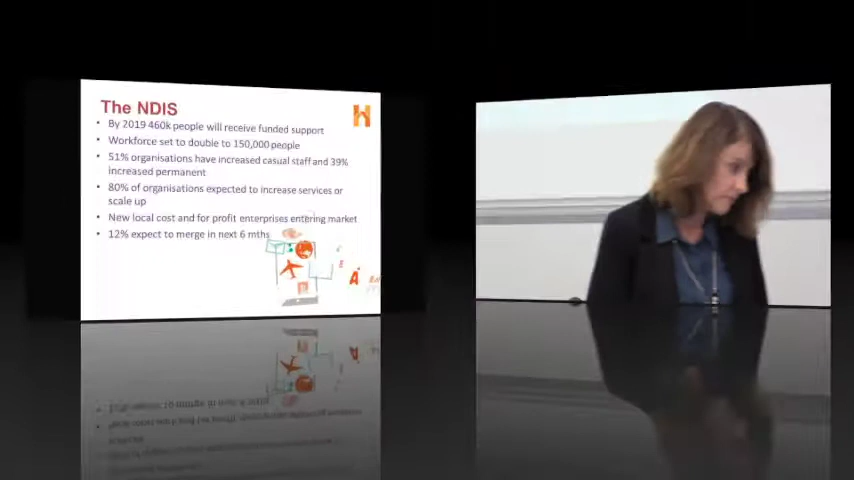 The NDIS
• By 2019 460k people will receive funded support
• Workforce set to double to 150,000 people
• 51% organisations have increased casual staff and 39%
increased permanent
• 80% of organisations expected to increase services or
scale up
• New local cost and for profit enterprises entering market
• 12% expect to merge in next 6 mths